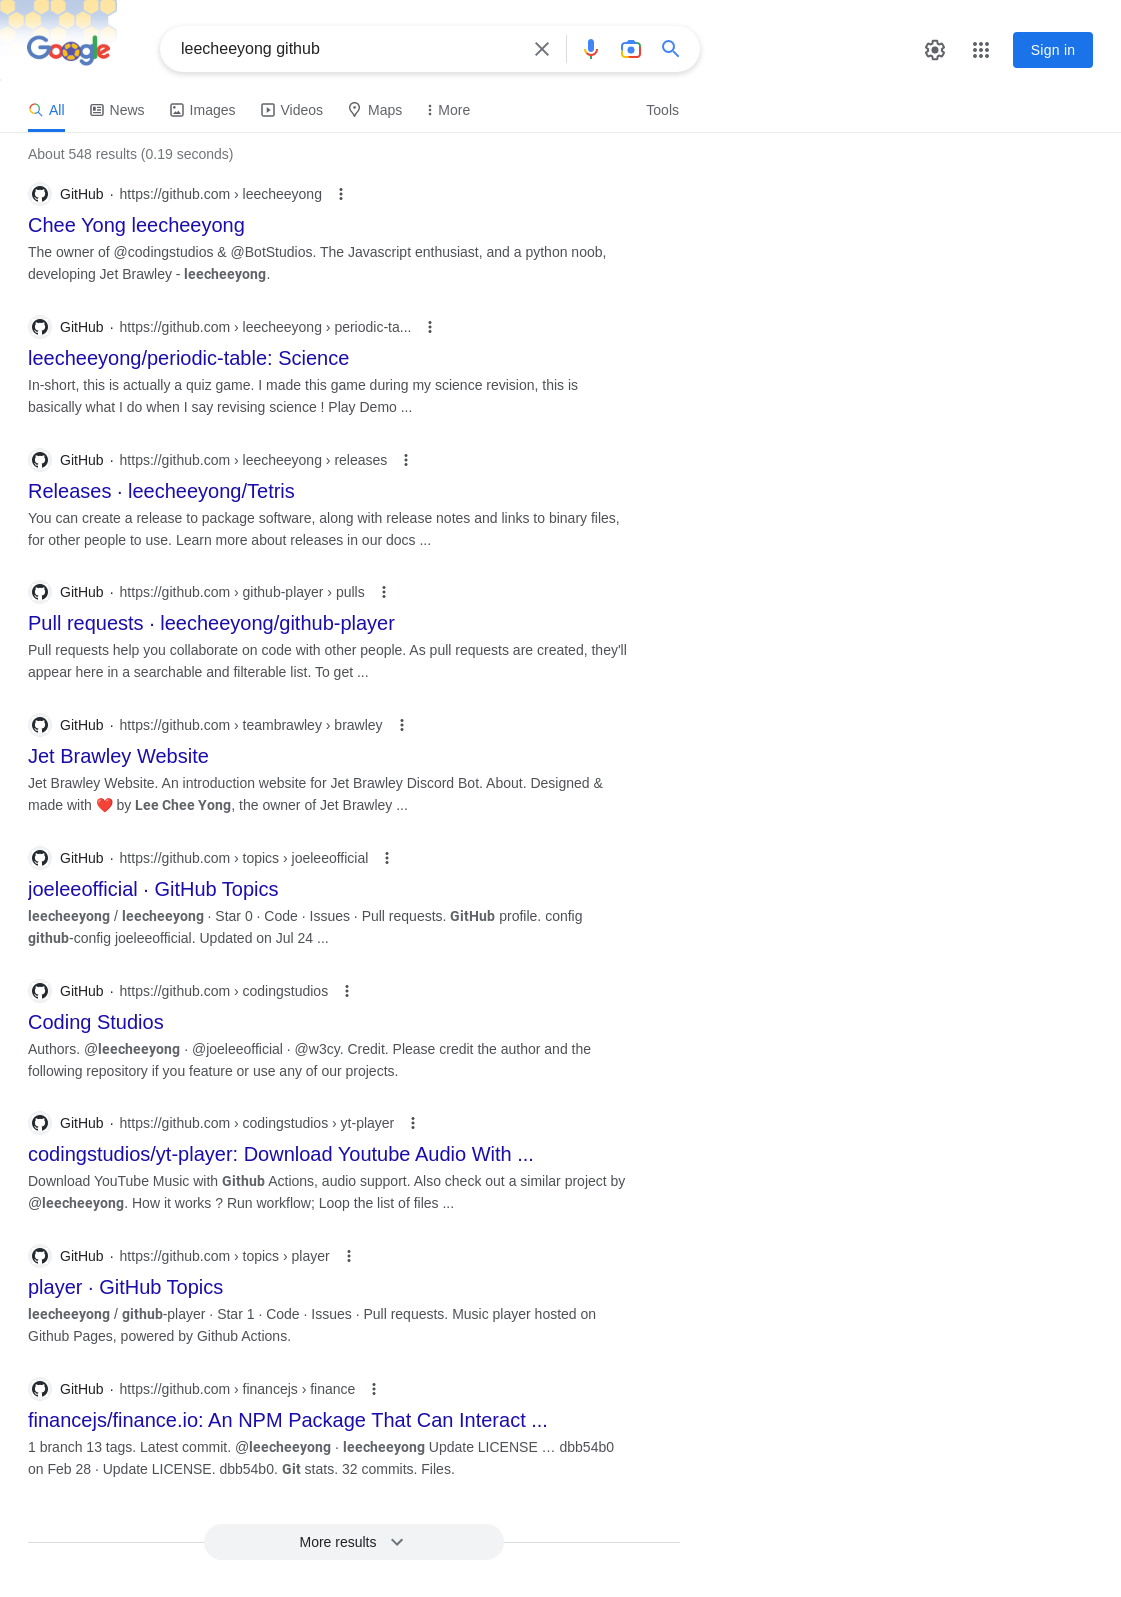 Google
leecheeyong github
Sign in
All News Images Videos Maps More Tools
About 548 results (0.19 seconds)
GitHub · https://github.com › leecheeyong
Chee Yong leecheeyong
The owner of @codingstudios & @BotStudios. The Javascript enthusiast, and a python noob,
developing Jet Brawley - leecheeyong.
GitHub · https://github.com › leecheeyong › periodic-ta...
leecheeyong/periodic-table: Science
In-short, this is actually a quiz game. I made this game during my science revision, this is
basically what I do when I say revising science ! Play Demo ...
GitHub · https://github.com › leecheeyong › releases
Releases · leecheeyong/Tetris
You can create a release to package software, along with release notes and links to binary files,
for other people to use. Learn more about releases in our docs ...
GitHub · https://github.com › github-player › pulls
Pull requests · leecheeyong/github-player
Pull requests help you collaborate on code with other people. As pull requests are created, they'll
appear here in a searchable and filterable list. To get ...
GitHub · https://github.com › teambrawley › brawley
Jet Brawley Website
Jet Brawley Website. An introduction website for Jet Brawley Discord Bot. About. Designed &
made with ❤️ by Lee Chee Yong, the owner of Jet Brawley ...
GitHub · https://github.com › topics › joeleeofficial
joeleeofficial · GitHub Topics
leecheeyong / leecheeyong · Star 0 · Code · Issues · Pull requests. GitHub profile. config
github-config joeleeofficial. Updated on Jul 24 ...
GitHub · https://github.com › codingstudios
Coding Studios
Authors. @leecheeyong · @joeleeofficial · @w3cy. Credit. Please credit the author and the
following repository if you feature or use any of our projects.
GitHub · https://github.com › codingstudios › yt-player
codingstudios/yt-player: Download Youtube Audio With ...
Download YouTube Music with Github Actions, audio support. Also check out a similar project by
@leecheeyong. How it works ? Run workflow; Loop the list of files ...
GitHub · https://github.com › topics › player
player · GitHub Topics
leecheeyong / github-player · Star 1 · Code · Issues · Pull requests. Music player hosted on
Github Pages, powered by Github Actions.
GitHub · https://github.com › financejs › finance
financejs/finance.io: An NPM Package That Can Interact ...
1 branch 13 tags. Latest commit. @leecheeyong · leecheeyong Update LICENSE … dbb54b0
on Feb 28 · Update LICENSE. dbb54b0. Git stats. 32 commits. Files.
More results